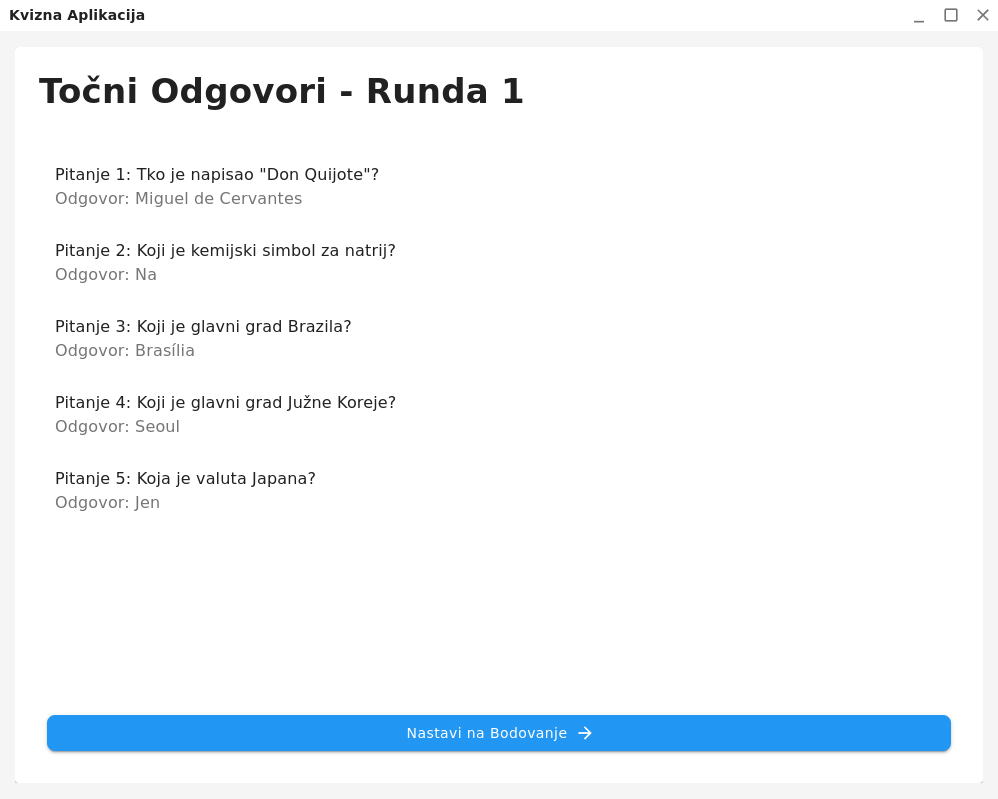 Kvizna Aplikacija
Točni Odgovori - Runda 1
Pitanje 1: Tko je napisao "Don Quijote"?
Odgovor: Miguel de Cervantes
Pitanje 2: Koji je kemijski simbol za natrij?
Odgovor: Na
Pitanje 3: Koji je glavni grad Brazila?
Odgovor: Brasília
Pitanje 4: Koji je glavni grad Južne Koreje?
Odgovor: Seoul
Pitanje 5: Koja je valuta Japana?
Odgovor: Jen
Nastavi na Bodovanje